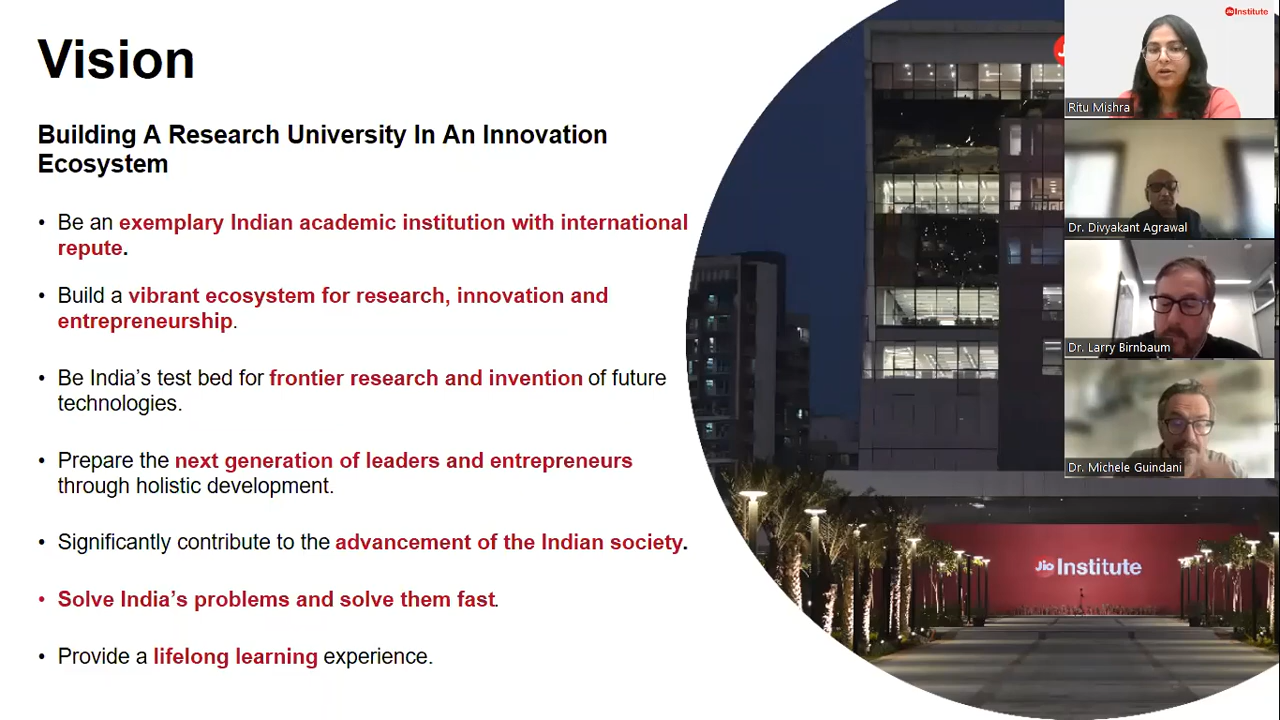 Vision
Building A Research University In An Innovation
Ecosystem
• Be an exemplary Indian academic institution with international
repute.
• Build a vibrant ecosystem for research, innovation and
entrepreneurship.
• Be India's test bed for frontier research and invention of future
technologies.
• Prepare the next generation of leaders and entrepreneurs
through holistic development.
• Significantly contribute to the advancement of the Indian society.
• Solve India's problems and solve them fast.
• Provide a lifelong learning experience.
Jio Institute
Ritu Mishra
Dr. Divyakant Agrawal
Dr. Larry Birnbaum
Dr. Michele Guindani
Jio Institute